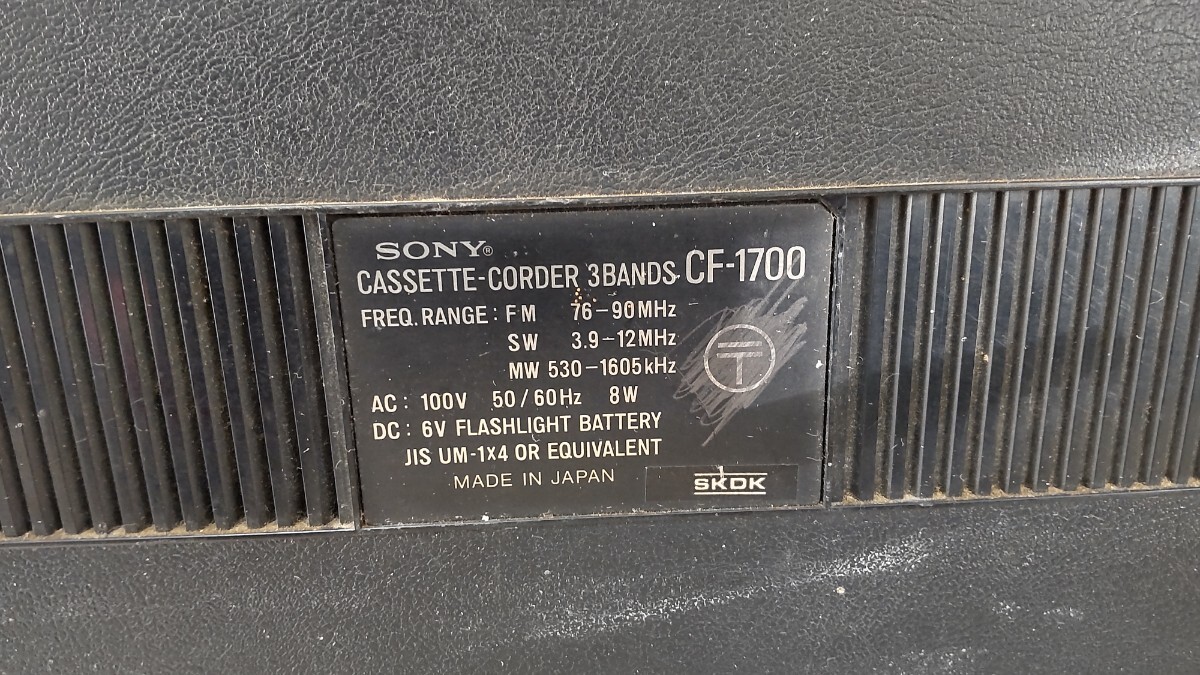 SONY®
CASSETTE-CORDER 3BANDS CF-1700
FREQ. RANGE: FM 76-90MHz
SW 3.9-12MHz
MW 530-1605kHz
〒
AC: 100V 50/60Hz 8W
DC: 6V FLASHLIGHT BATTERY
JIS UM-1x4 OR EQUIVALENT
MADE IN JAPAN
SKDK